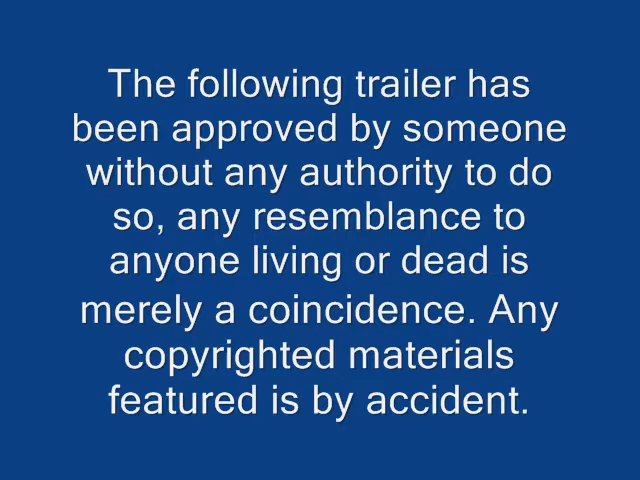 The following trailer has
been approved by someone
without any authority to do
so, any resemblance to
anyone living or dead is
merely a coincidence. Any
copyrighted materials
featured is by accident.